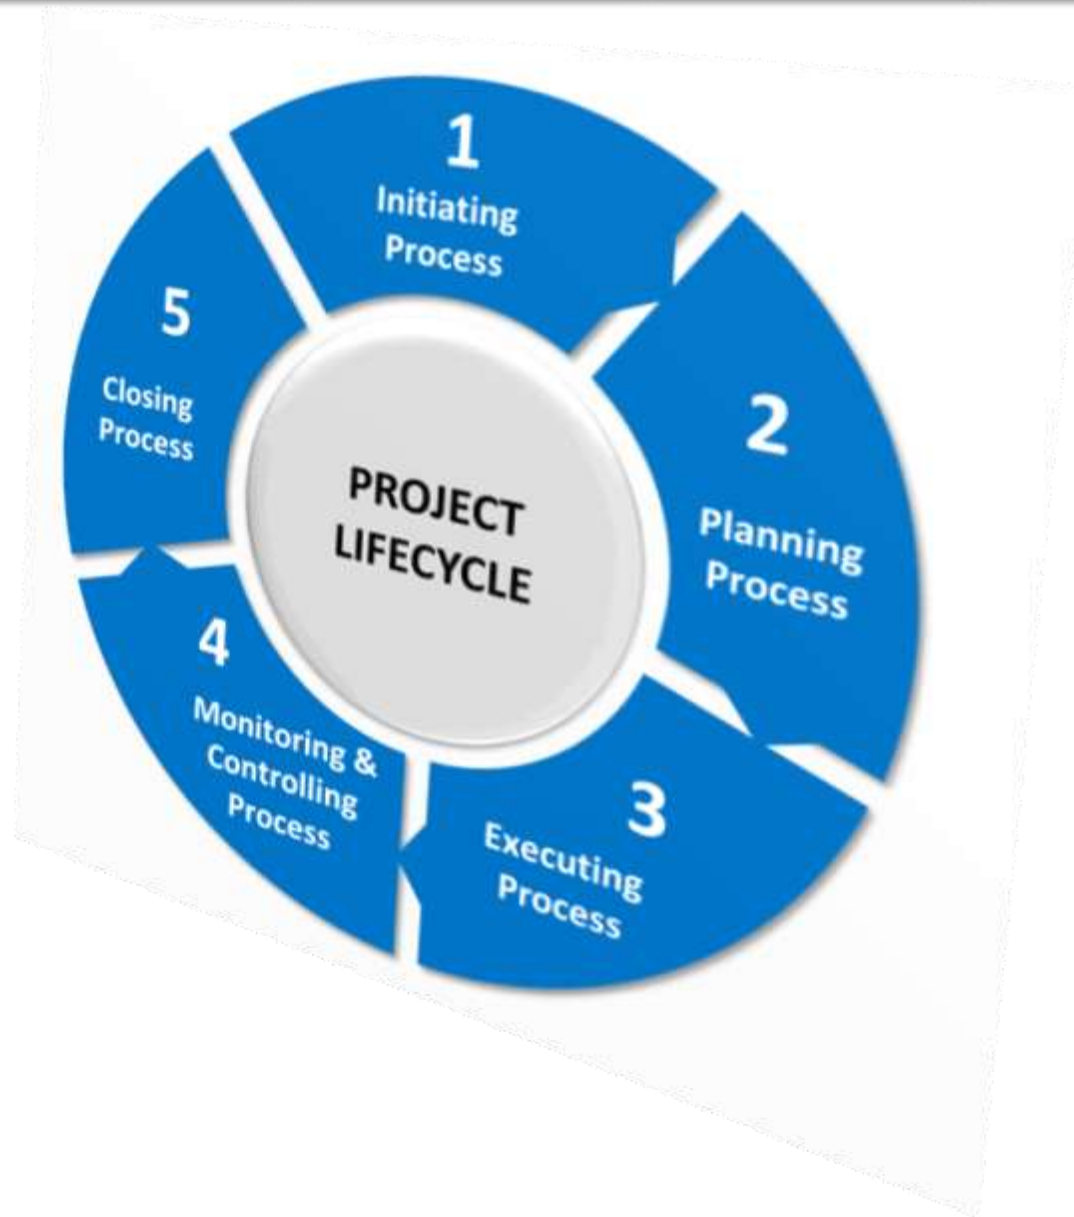 1
Initiating
Process
2
Planning
Process
3
Executing
Process
4
Monitoring &
Controlling
Process
5
Closing
Process
PROJECT
LIFECYCLE